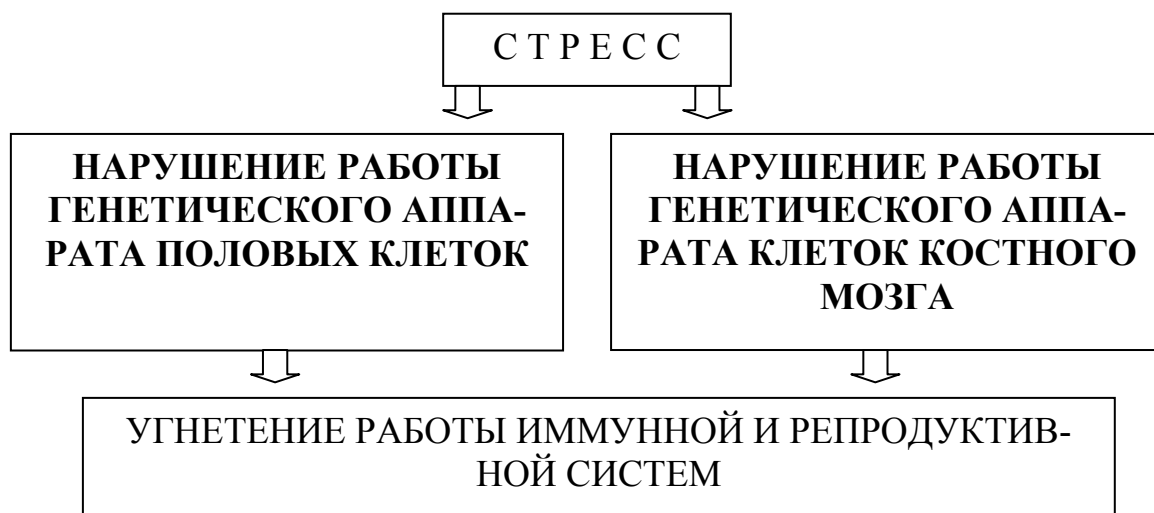 С Т Р Е С С
НАРУШЕНИЕ РАБОТЫ
ГЕНЕТИЧЕСКОГО АППА-
РАТА ПОЛОВЫХ КЛЕТОК
НАРУШЕНИЕ РАБОТЫ
ГЕНЕТИЧЕСКОГО АППА-
РАТА КЛЕТОК КОСТНОГО
МОЗГА
УГНЕТЕНИЕ РАБОТЫ ИММУННОЙ И РЕПРОДУКТИВ-
НОЙ СИСТЕМ